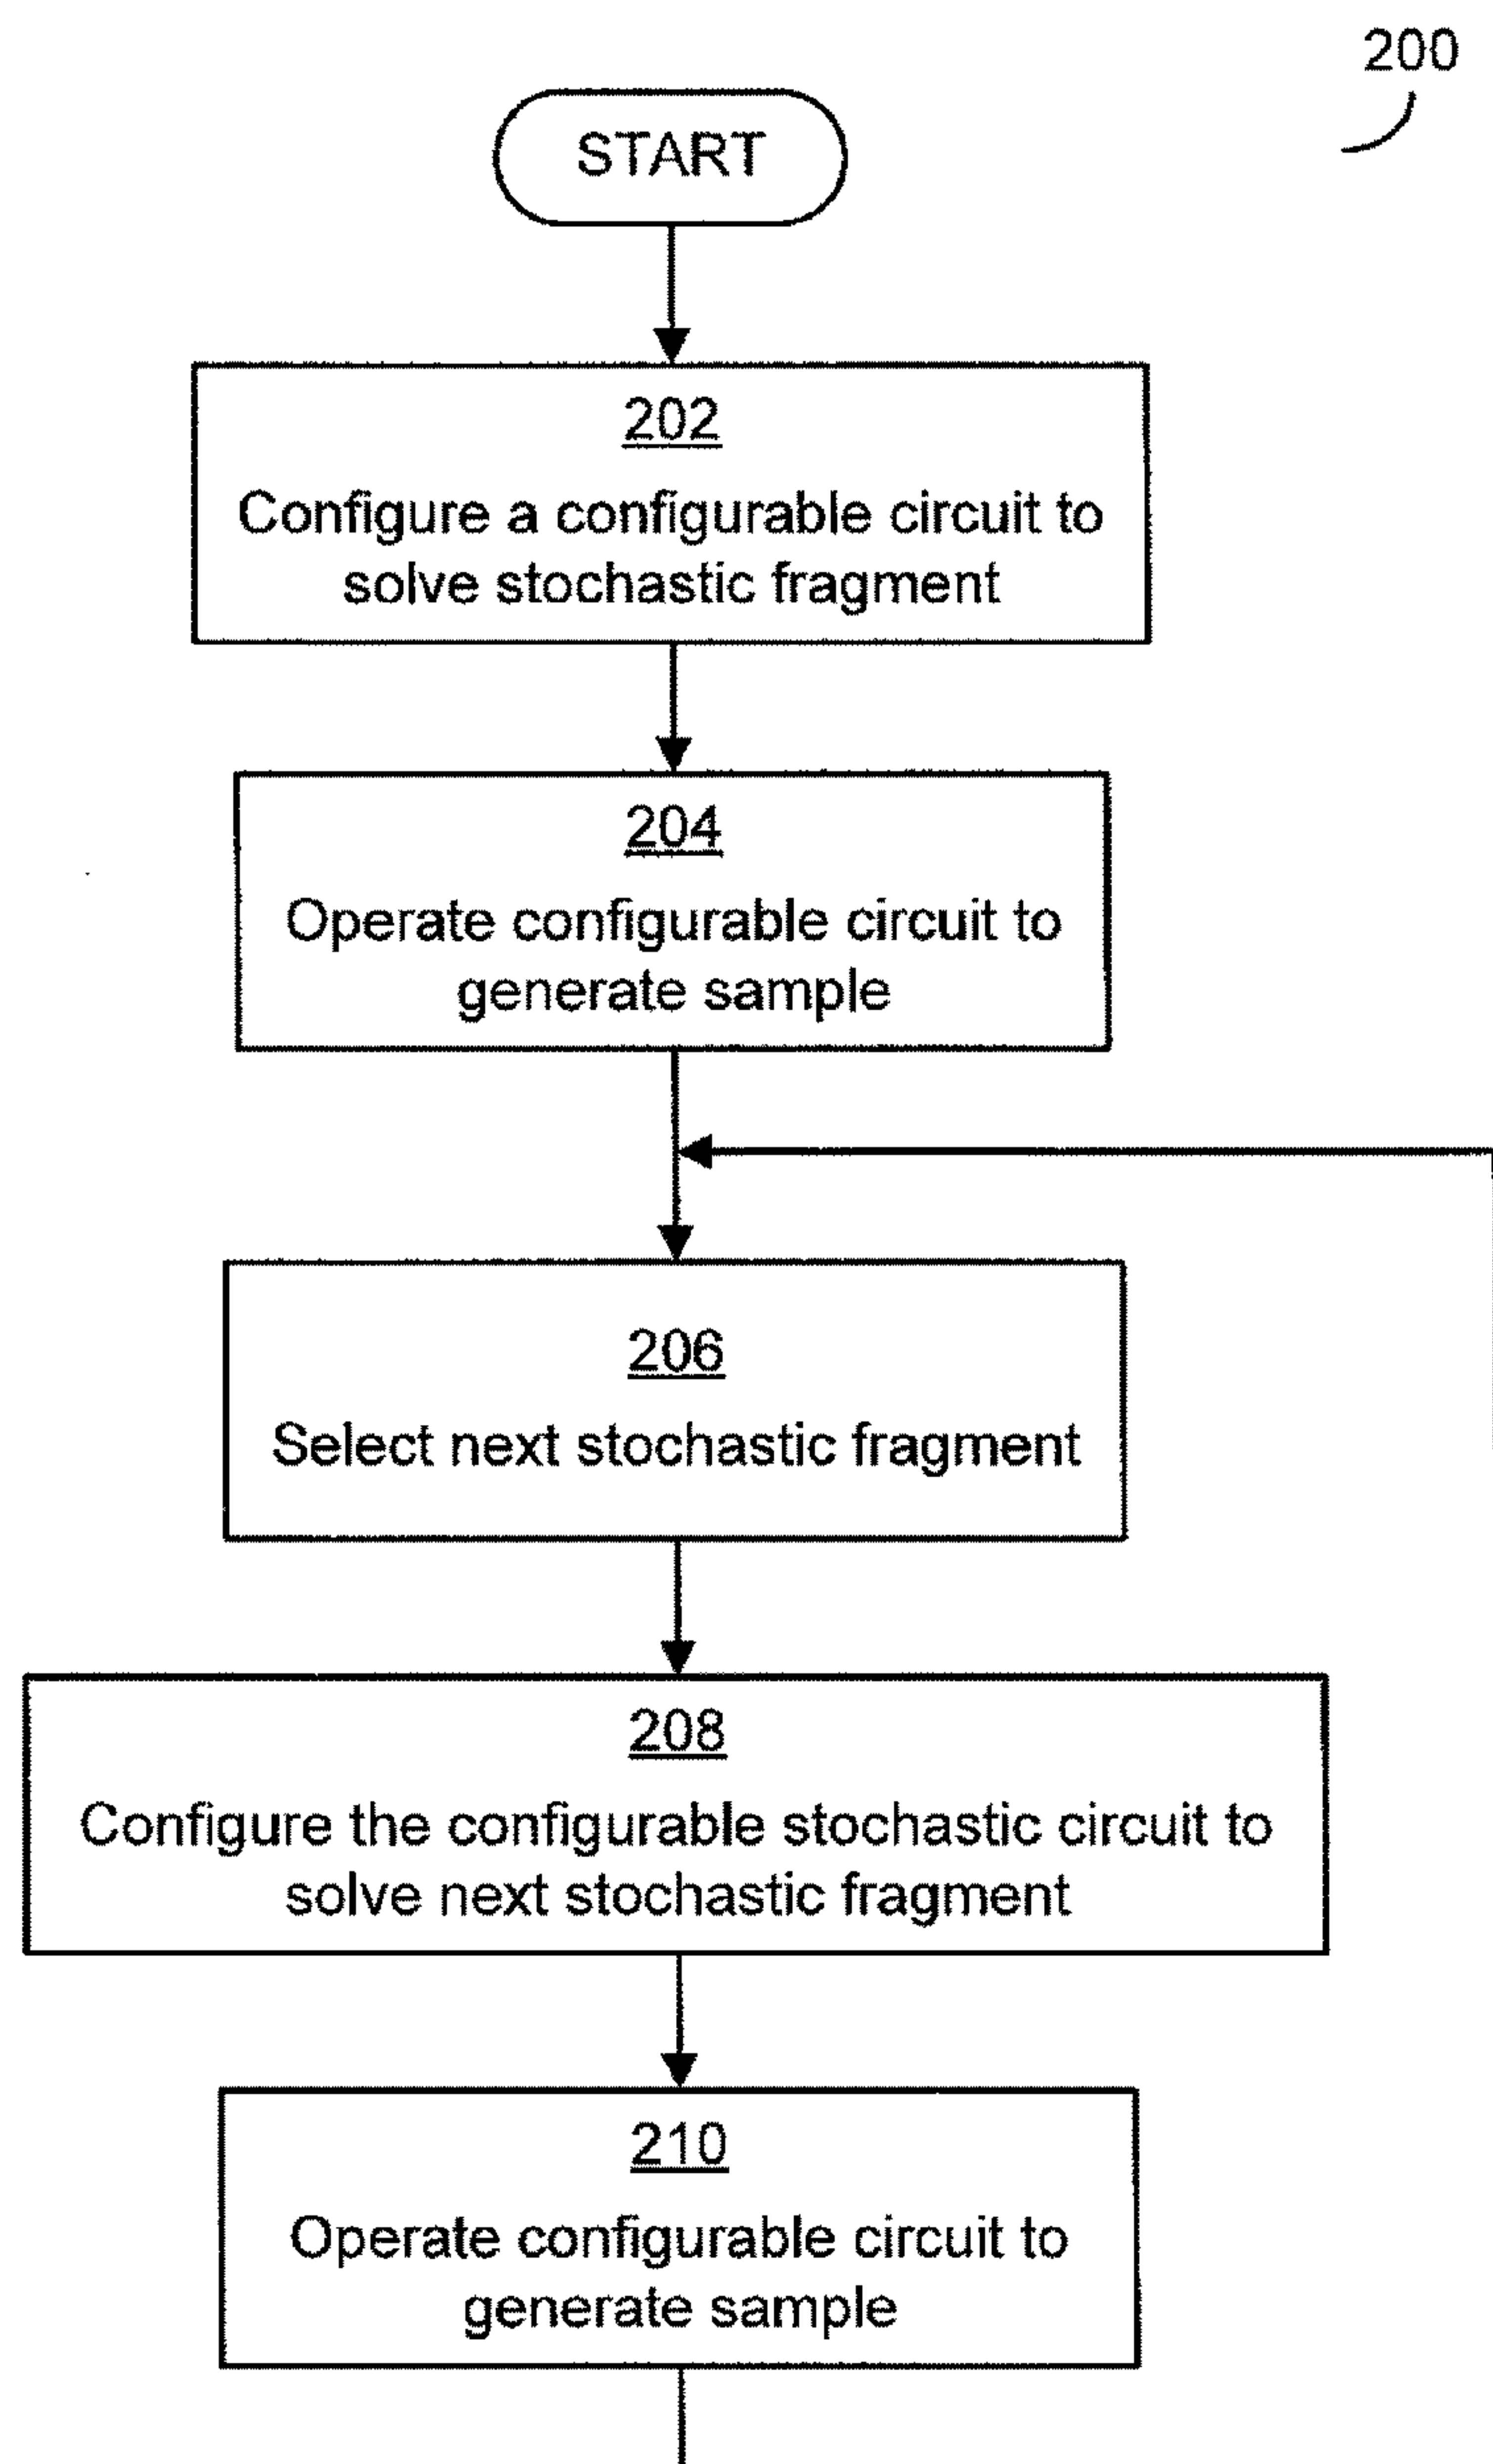 200
START
202
Configure a configurable circuit to
solve stochastic fragment
204
Operate configurable circuit to
generate sample
206
Select next stochastic fragment
208
Configure the configurable stochastic circuit to
solve next stochastic fragment
210
Operate configurable circuit to
generate sample